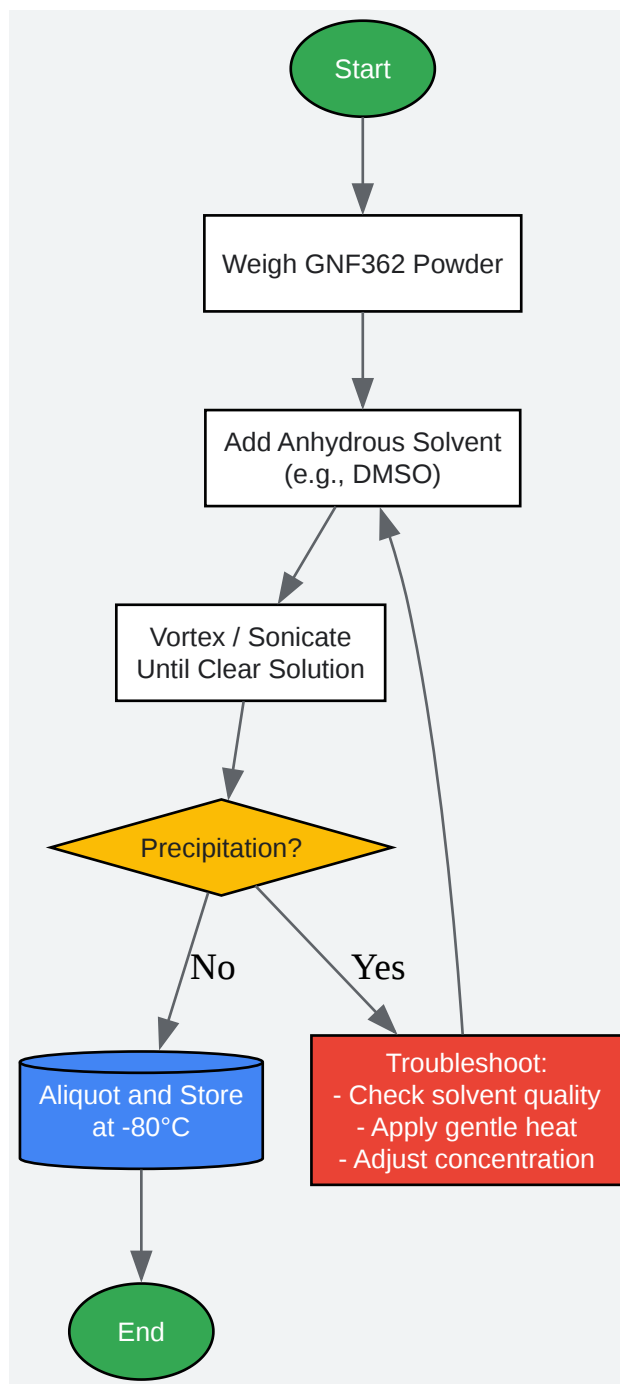 Start
Weigh GNF362 Powder
Add Anhydrous Solvent
(e.g., DMSO)
Vortex / Sonicate
Until Clear Solution
Precipitation?
No
Yes
Aliquot and Store
at -80°C
Troubleshoot:
- Check solvent quality
- Apply gentle heat
- Adjust concentration
End